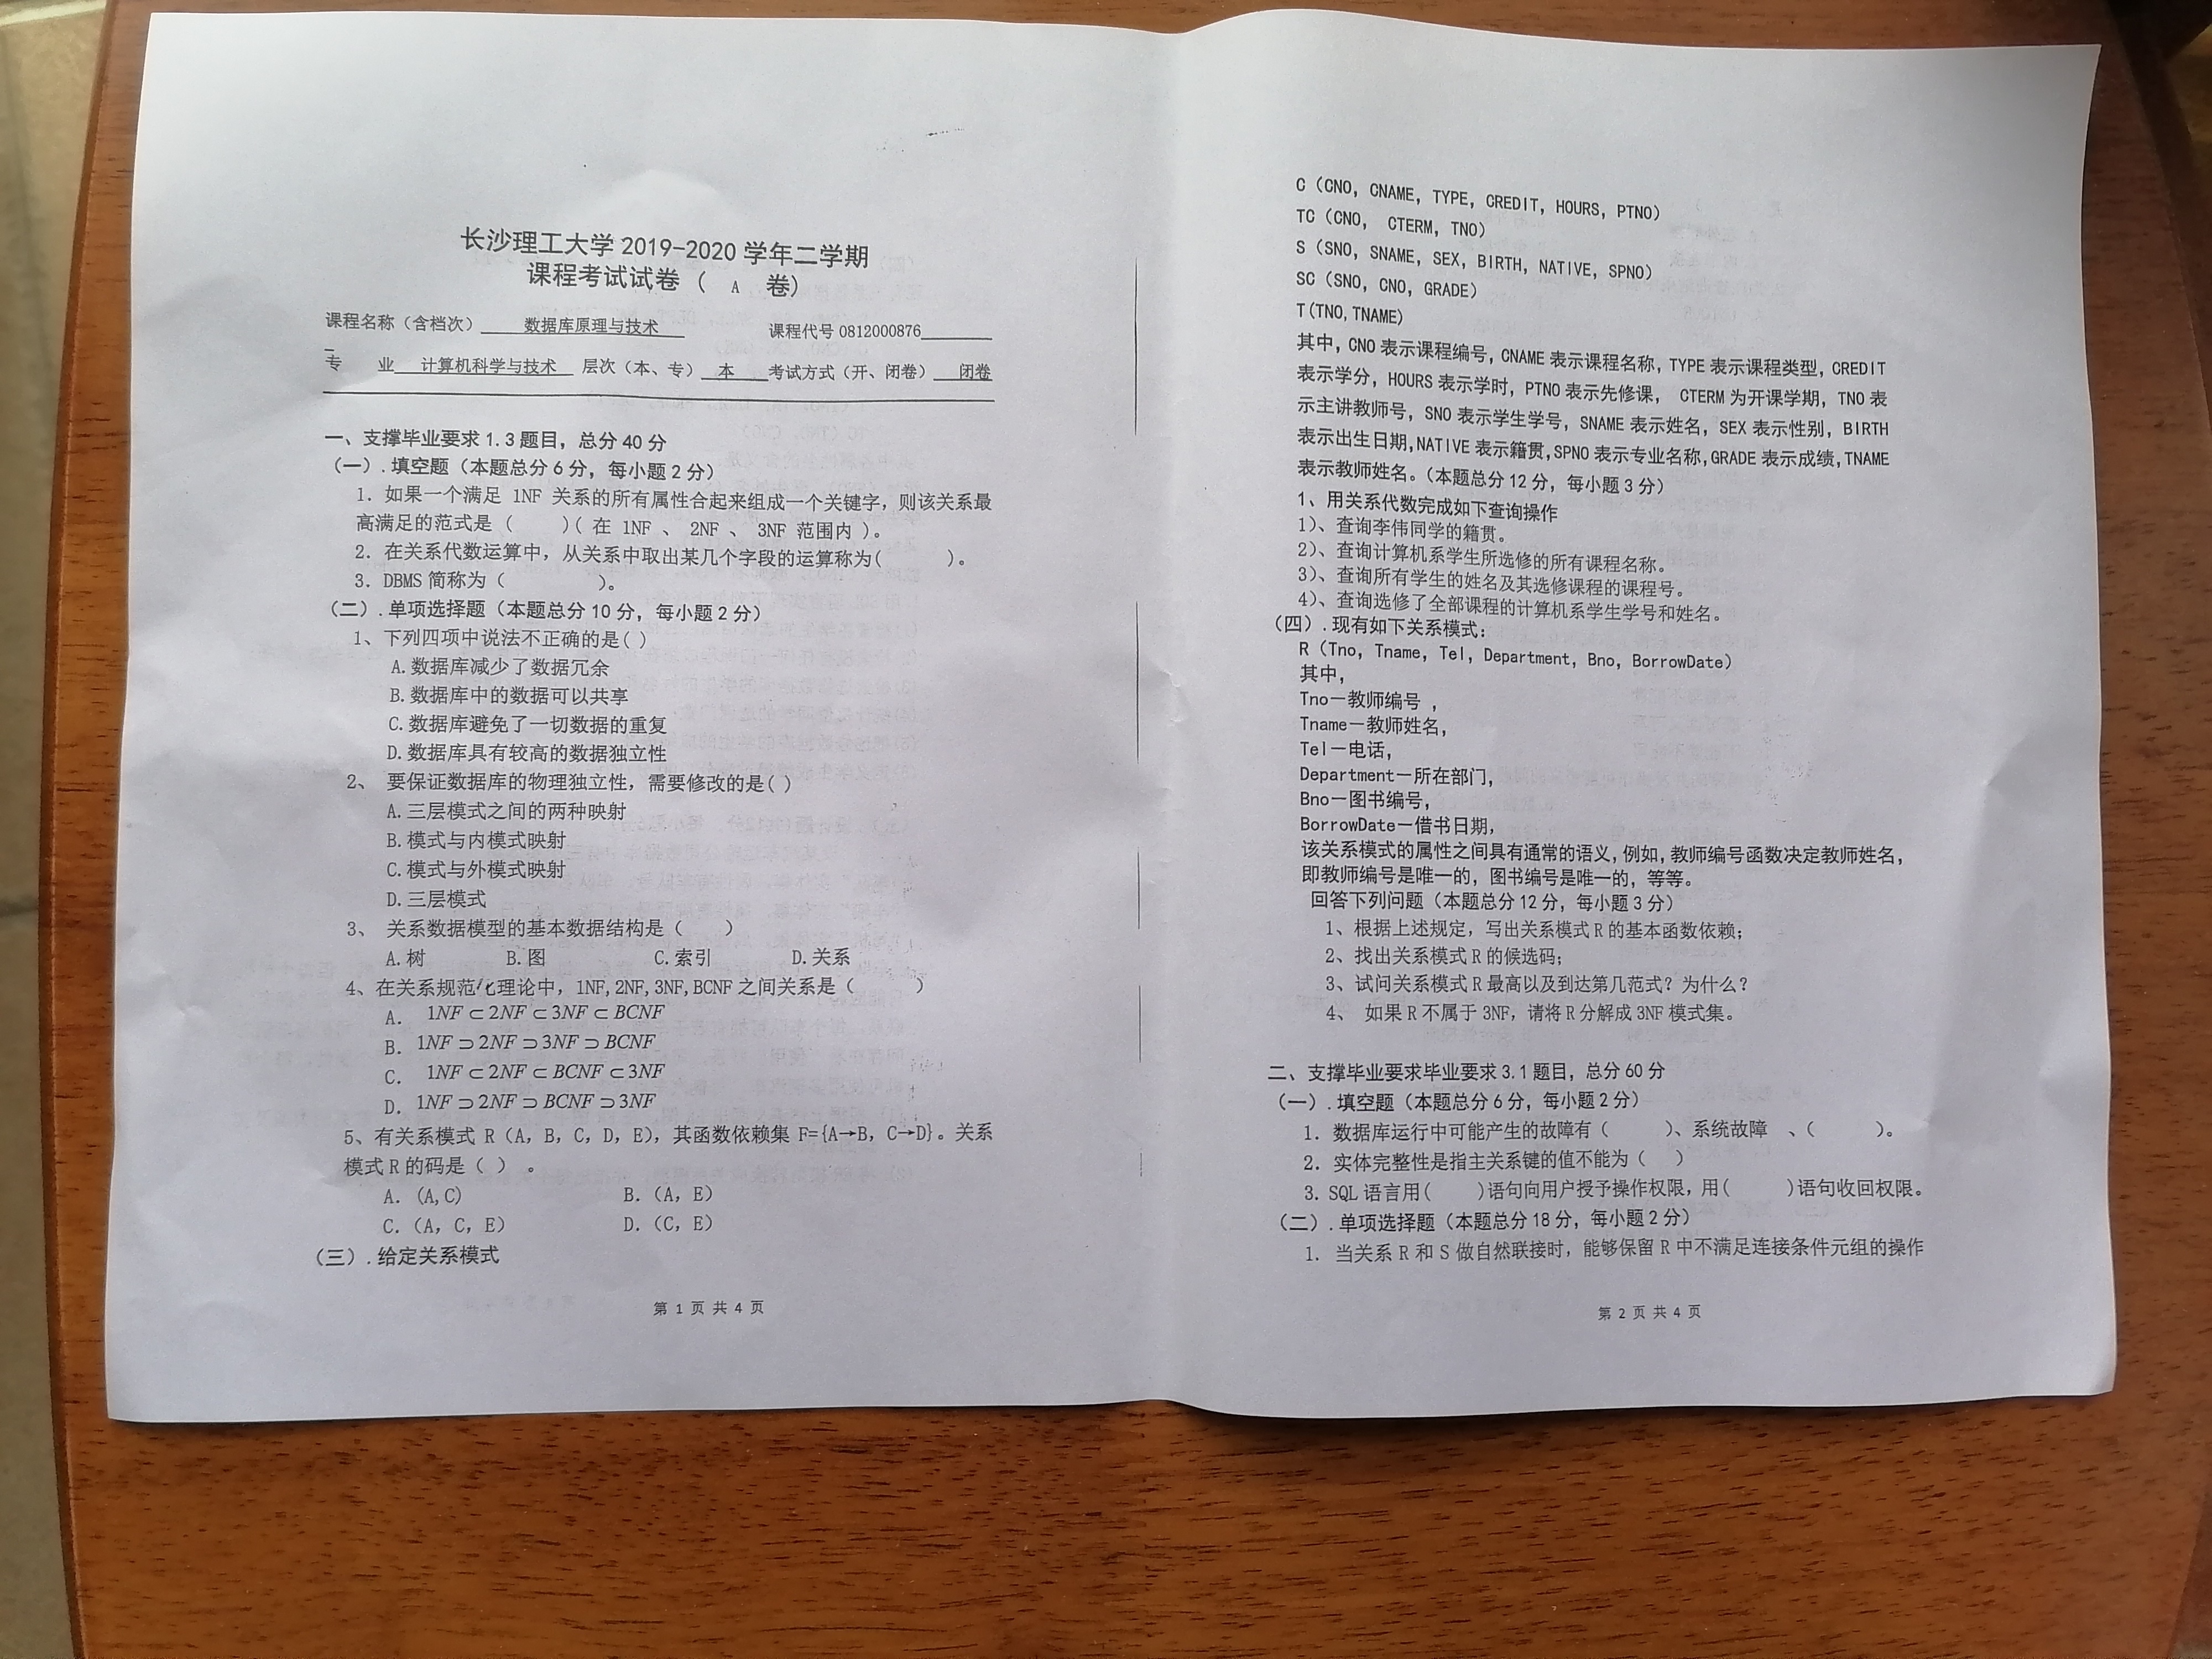 长沙理工大学 2019-2020 学年二学期
课程考试试卷（ A 卷）
课程名称（含档次） 数据库原理与技术 课程代号 0812000876
专 业 计算机科学与技术 层次（本、专） 本 考试方式（开、闭卷） 闭卷
一、支撑毕业要求 1.3 题目，总分 40 分
（一）.填空题（本题总分 6 分，每小题 2 分）
1. 如果一个满足 1NF 关系的所有属性合起来组成一个关键字，则该关系最
高满足的范式是（ ）( 在 1NF 、 2NF 、 3NF 范围内 )。
2. 在关系代数运算中，从关系中取出某几个字段的运算称为( )。
3. DBMS 简称为（ ）。
（二）.单项选择题（本题总分 10 分，每小题 2 分）
1、下列四项中说法不正确的是( )
A.数据库减少了数据冗余
B.数据库中的数据可以共享
C.数据库避免了一切数据的重复
D.数据库具有较高的数据独立性
2、 要保证数据库的物理独立性，需要修改的是( )
A.三层模式之间的两种映射
B.模式与内模式映射
C.模式与外模式映射
D.三层模式
3、 关系数据模型的基本数据结构是（ ）
A.树 B.图 C.索引 D.关系
4、在关系规范化理论中，1NF,2NF,3NF,BCNF 之间关系是（ ）
A. 1NF ⊂ 2NF ⊂ 3NF ⊂ BCNF
B. 1NF ⊃ 2NF ⊃ 3NF ⊃ BCNF
C. 1NF ⊂ 2NF ⊂ BCNF ⊂ 3NF
D. 1NF ⊃ 2NF ⊃ BCNF ⊃ 3NF
5、有关系模式 R（A，B，C，D，E），其函数依赖集 F={A→B，C→D}。关系
模式 R 的码是（ ） 。
A. (A,C) B.（A，E）
C.（A，C，E） D.（C，E）
（三）.给定关系模式
第 1 页 共 4 页
C（CNO，CNAME，TYPE，CREDIT，HOURS，PTNO）
TC（CNO， CTERM，TNO）
S（SNO，SNAME，SEX，BIRTH，NATIVE，SPNO）
SC（SNO，CNO，GRADE）
T(TNO,TNAME)
其中，CNO 表示课程编号，CNAME 表示课程名称，TYPE 表示课程类型，CREDIT
表示学分，HOURS 表示学时，PTNO 表示先修课， CTERM 为开课学期，TNO 表
示主讲教师号，SNO 表示学生学号，SNAME 表示姓名，SEX 表示性别，BIRTH
表示出生日期,NATIVE 表示籍贯,SPNO 表示专业名称,GRADE 表示成绩,TNAME
表示教师姓名。（本题总分 12 分，每小题 3 分）
1、用关系代数完成如下查询操作
1）、查询李伟同学的籍贯。
2）、查询计算机系学生所选修的所有课程名称。
3）、查询所有学生的姓名及其选修课程的课程号。
4）、查询选修了全部课程的计算机系学生学号和姓名。
（四）.现有如下关系模式：
R（Tno，Tname，Tel，Department，Bno，BorrowDate）
其中，
Tno—教师编号 ，
Tname—教师姓名，
Tel—电话，
Department—所在部门，
Bno—图书编号，
BorrowDate—借书日期，
该关系模式的属性之间具有通常的语义,例如,教师编号函数决定教师姓名，
即教师编号是唯一的，图书编号是唯一的，等等。
回答下列问题（本题总分 12 分，每小题 3 分）
1、根据上述规定，写出关系模式 R 的基本函数依赖；
2、找出关系模式 R 的候选码；
3、试问关系模式 R 最高以及到达第几范式？为什么？
4、 如果 R 不属于 3NF，请将 R 分解成 3NF 模式集。
二、支撑毕业要求毕业要求 3.1 题目，总分 60 分
（一）.填空题（本题总分 6 分，每小题 2 分）
1. 数据库运行中可能产生的故障有（ ）、系统故障 、（ ）。
2. 实体完整性是指主关系键的值不能为（ ）
3. SQL 语言用( )语句向用户授予操作权限，用( )语句收回权限。
（二）.单项选择题（本题总分 18 分，每小题 2 分）
1. 当关系 R 和 S 做自然联接时，能够保留 R 中不满足连接条件元组的操作
第 2 页 共 4 页